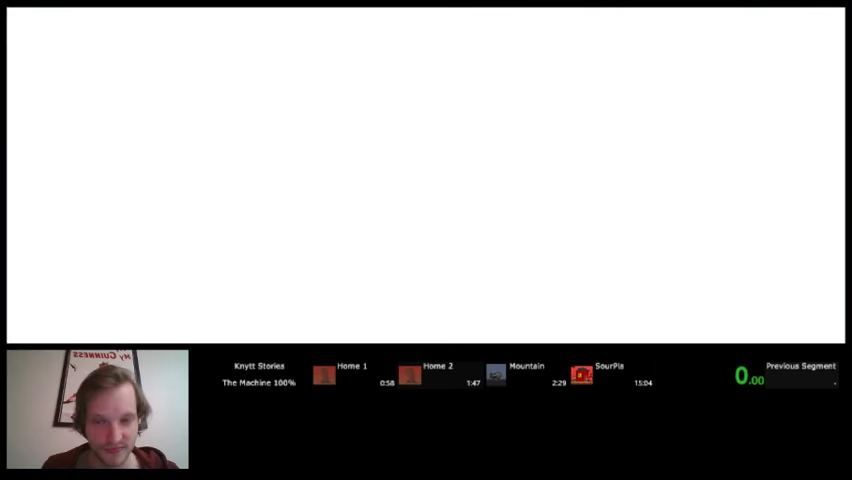 MY GUINNESS
Knytt Stories
The Machine 100%
Home 1
0:58
Home 2
1:47
Mountain
2:29
SourPls
15:04
0.00
Previous Segment
-